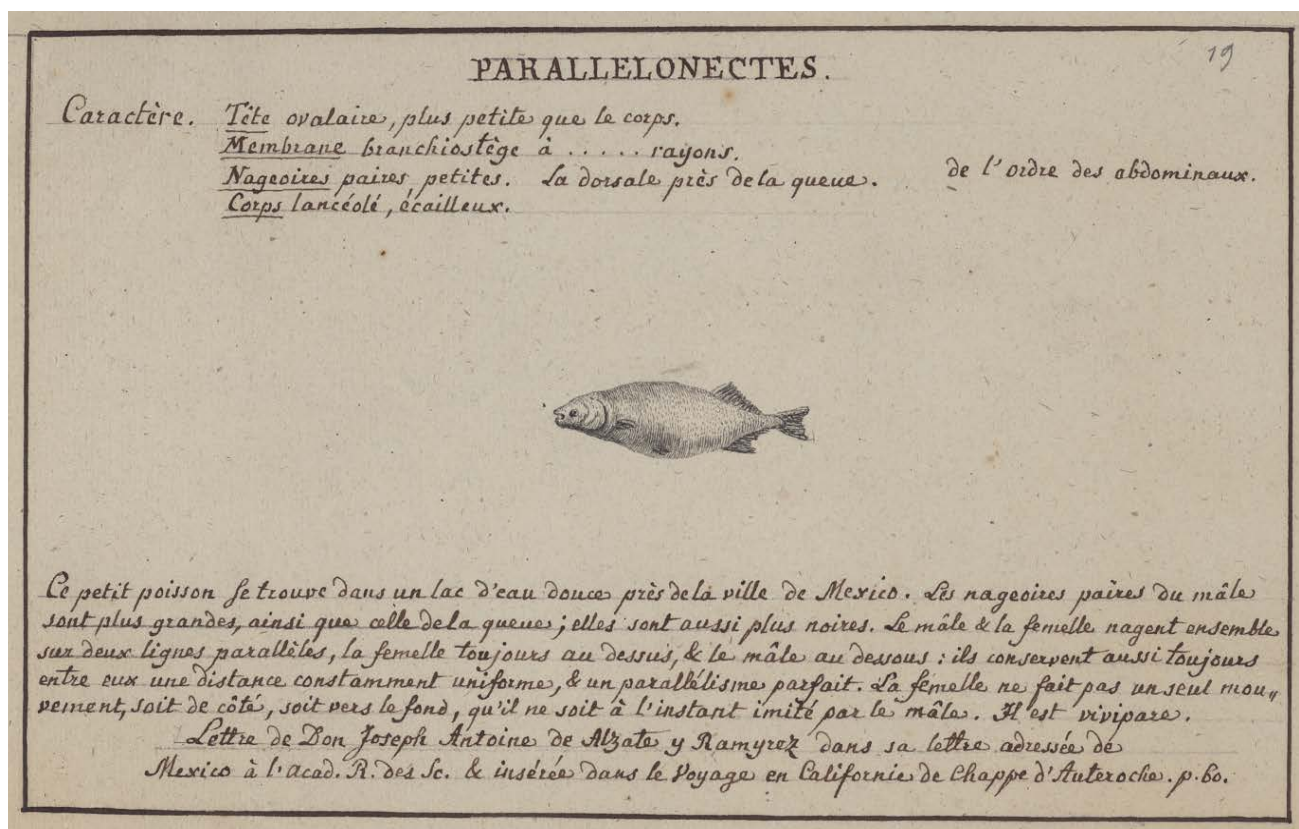 19
PARALLELONECTES.
Caractère. Tête ovalaire, plus petite que le corps.
Membrane branchiostège à ..... rayons.
Nageoires paires, petites. La dorsale près de la queue. de l'ordre des abdominaux.
Corps lancéolé, écailleux.
Ce petit poisson se trouve dans un lac d'eau douce près de la ville de Mexico. Les nageoires paires du mâle
sont plus grandes, ainsi que celle de la queue; elles sont aussi plus noires. Le mâle & la femelle nagent ensemble
sur deux lignes parallèles, la femelle toujours au dessus, & le mâle au dessous : ils conservent aussi toujours
entre eux une distance constamment uniforme, & un parallélisme parfait. La femelle ne fait pas un seul mou„
vement, soit de côté, soit vers le fond, qu'il ne soit à l'instant imité par le mâle. Il est vivipare.
Lettre de Don Joseph Antoine de Alzate y Ramyrez dans sa lettre adressée de
Mexico à l'acad. R. des Sc. & insérée dans le Voyage en Californie de Chappe d'Auteroche. p. 60.